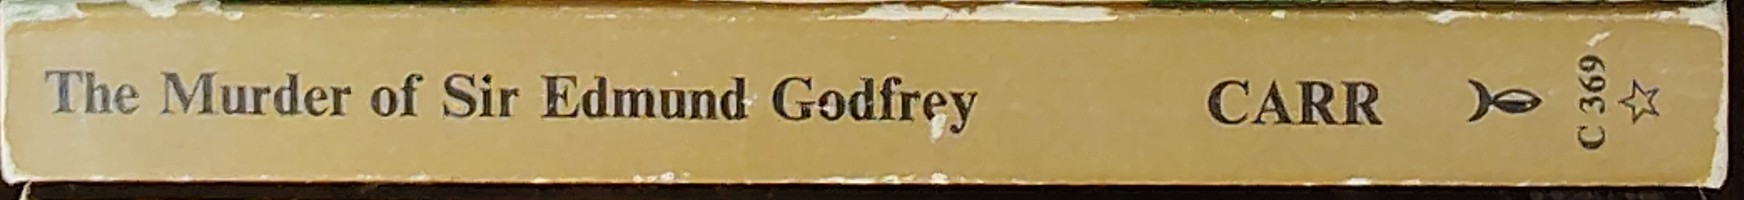 The Murder of Sir Edmund Godfrey
CARR
C 369